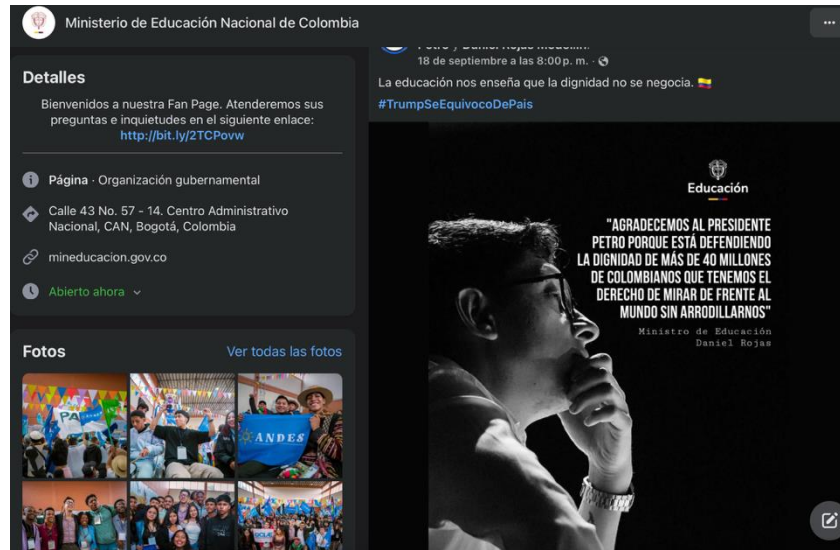 Ministerio de Educación Nacional de Colombia
Detalles
Bienvenidos a nuestra Fan Page. Atenderemos sus
preguntas e inquietudes en el siguiente enlace:
http://bit.ly/2TCPovw
Página · Organización gubernamental
Calle 43 No. 57 - 14. Centro Administrativo
Nacional, CAN, Bogotá, Colombia
mineducacion.gov.co
Abierto ahora
Fotos
Ver todas las fotos
ANDES
Petro y Daniel Rojas Medellín.
18 de septiembre a las 8:00 p. m. ·
La educación nos enseña que la dignidad no se negocia. 🇨🇴
#TrumpSeEquivocoDePais
Educación
"AGRADECEMOS AL PRESIDENTE
PETRO PORQUE ESTÁ DEFENDIENDO
LA DIGNIDAD DE MÁS DE 40 MILLONES
DE COLOMBIANOS QUE TENEMOS EL
DERECHO DE MIRAR DE FRENTE AL
MUNDO SIN ARRODILLARNOS"
Ministro de Educación
Daniel Rojas